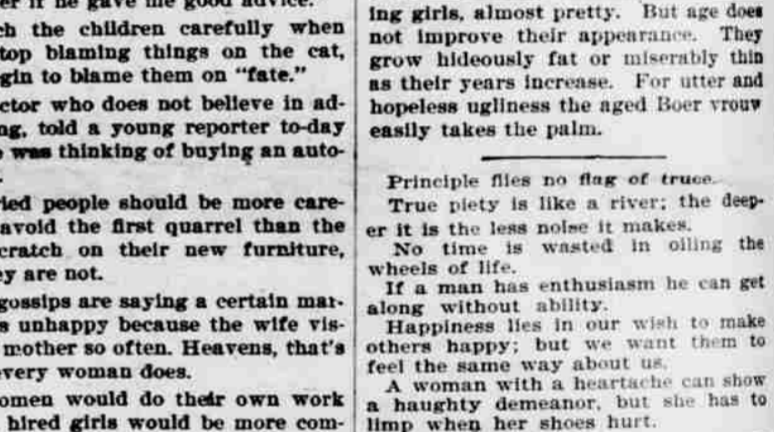 er if he gave me good advice.
ch the children carefully when
top blaming things on the cat,
gin to blame them on "fate."
ctor who does not believe in ad-
ng, told a young reporter to-day
was thinking of buying an auto-
ied people should be more care-
avoid the first quarrel than the
cratch on their new furniture,
ey are not.
gossips are saying a certain mar-
s unhappy because the wife vis-
mother so often. Heavens, that's
very woman does.
omen would do their own work
hired girls would be more com-
ing girls, almost pretty. But age does
not improve their appearance. They
grow hideously fat or miserably thin
as their years increase. For utter and
hopeless ugliness the aged Boer vrouw
easily takes the palm.
Principle flies no flag of truce.
True piety is like a river; the deep-
er it is the less noise it makes.
No time is wasted in oiling the
wheels of life.
If a man has enthusiasm he can get
along without ability.
Happiness lies in our wish to make
others happy; but we want them to
feel the same way about us.
A woman with a heartache can show
a haughty demeanor, but she has to
limp when her shoes hurt.